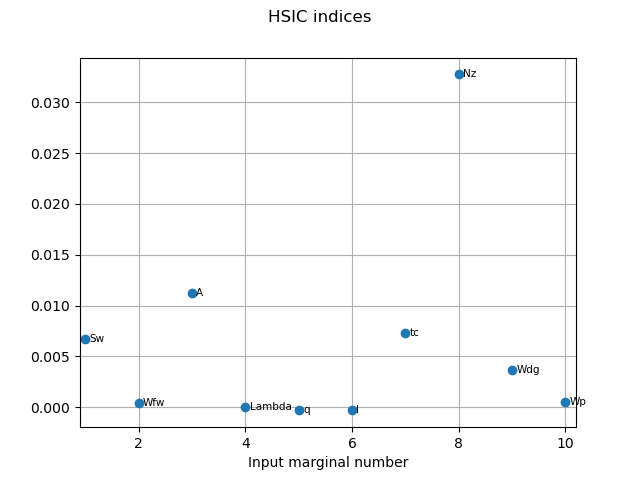 HSIC indices
0.030
0.025
0.020
0.015
0.010
0.005
0.000
Nz
A
Sw
tc
Wdg
Wfw
Lambda
q
l
Wp
2
4
6
8
10
Input marginal number